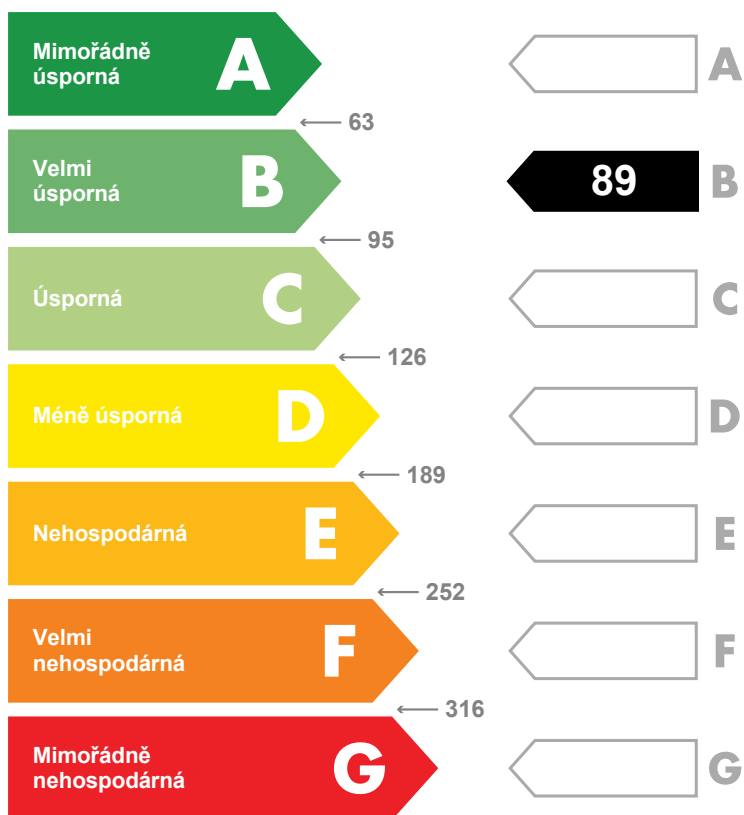 Mimořádně
úsporná
A
A
← 63
Velmi
úsporná
B
89
B
← 95
Úsporná
C
C
← 126
Méně úsporná
D
D
← 189
Nehospodárná
E
E
← 252
Velmi
nehospodárná
F
F
← 316
Mimořádně
nehospodárná
G
G